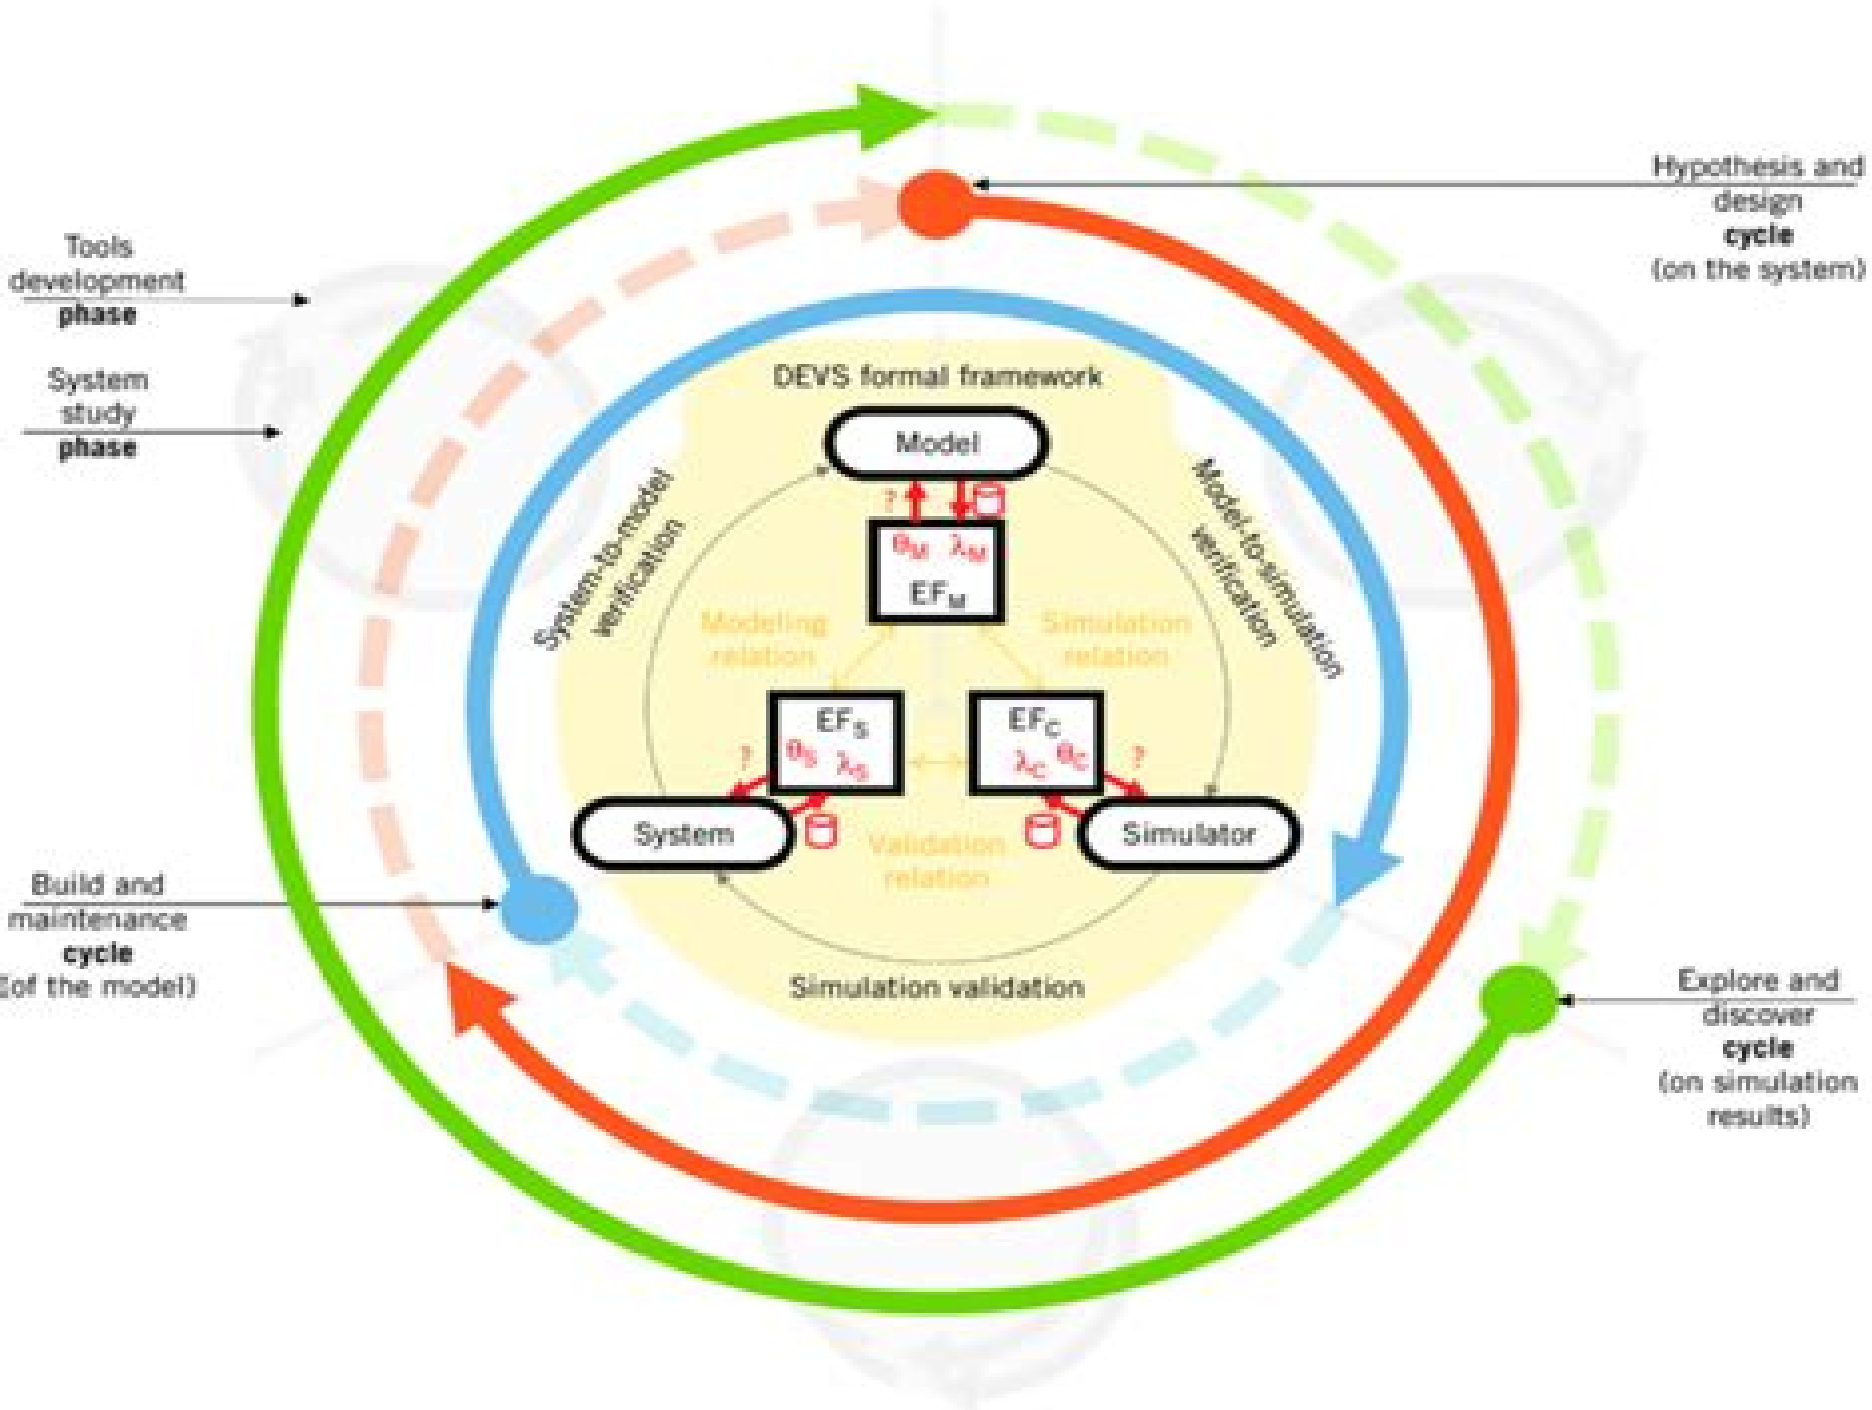 Hypothesis and
design
cycle
(on the system)
Tools
development
phase
System
study
phase
DEVS formal framework
Model
System-to-model
verification
Model-to-simulation
verification
?
θM λM
EFM
Modeling
relation
Simulation
relation
EFS
θS λS
?
EFC
λC θC
?
System
Simulator
Validation
relation
Simulation validation
Build and
maintenance
cycle
(of the model)
Explore and
discover
cycle
(on simulation
results)